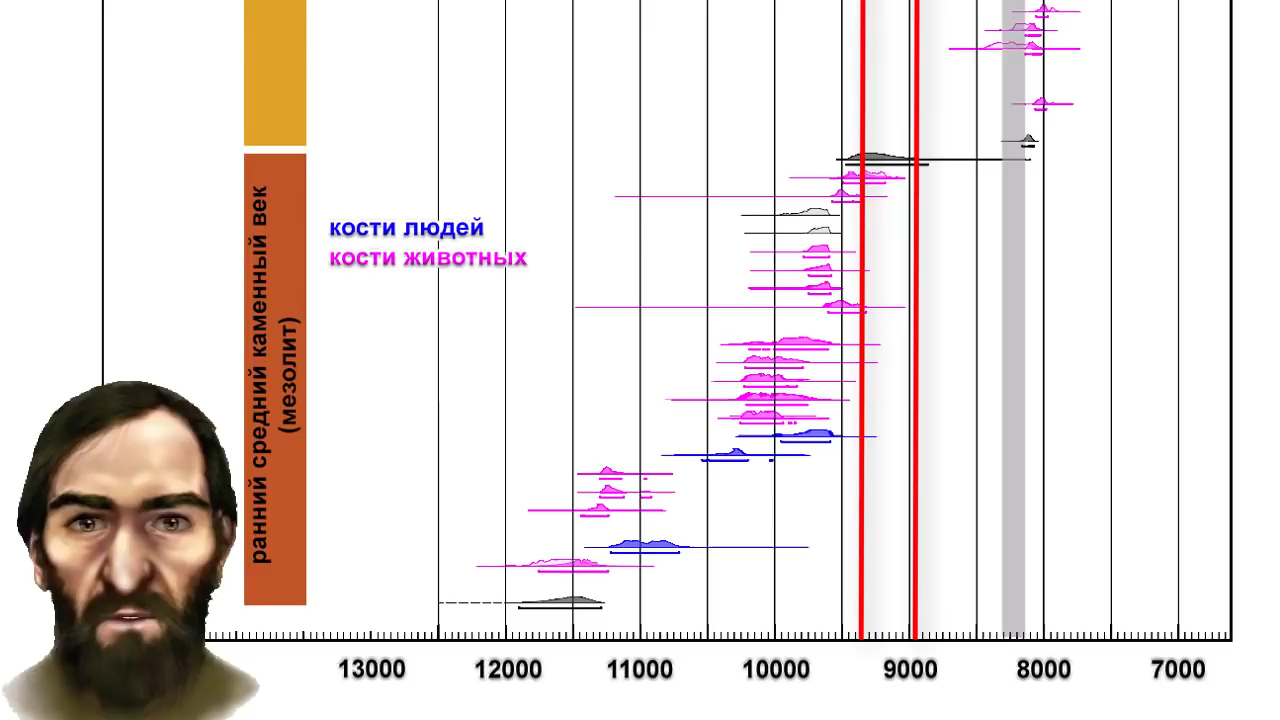 ранний средний каменный век
(мезолит)
кости людей
кости животных
13000 12000 11000 10000 9000 8000 7000